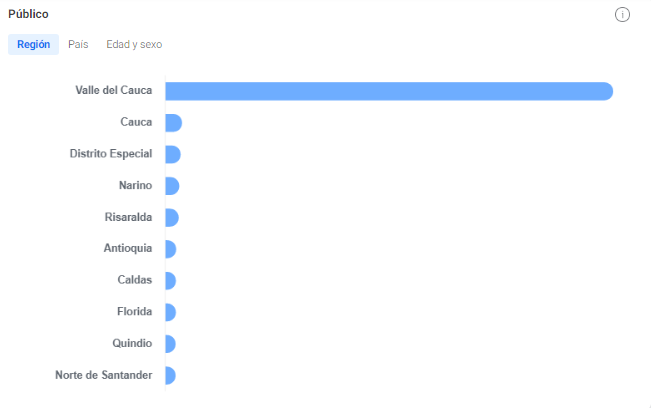 Público
Región País Edad y sexo
Valle del Cauca
Cauca
Distrito Especial
Narino
Risaralda
Antioquia
Caldas
Florida
Quindio
Norte de Santander